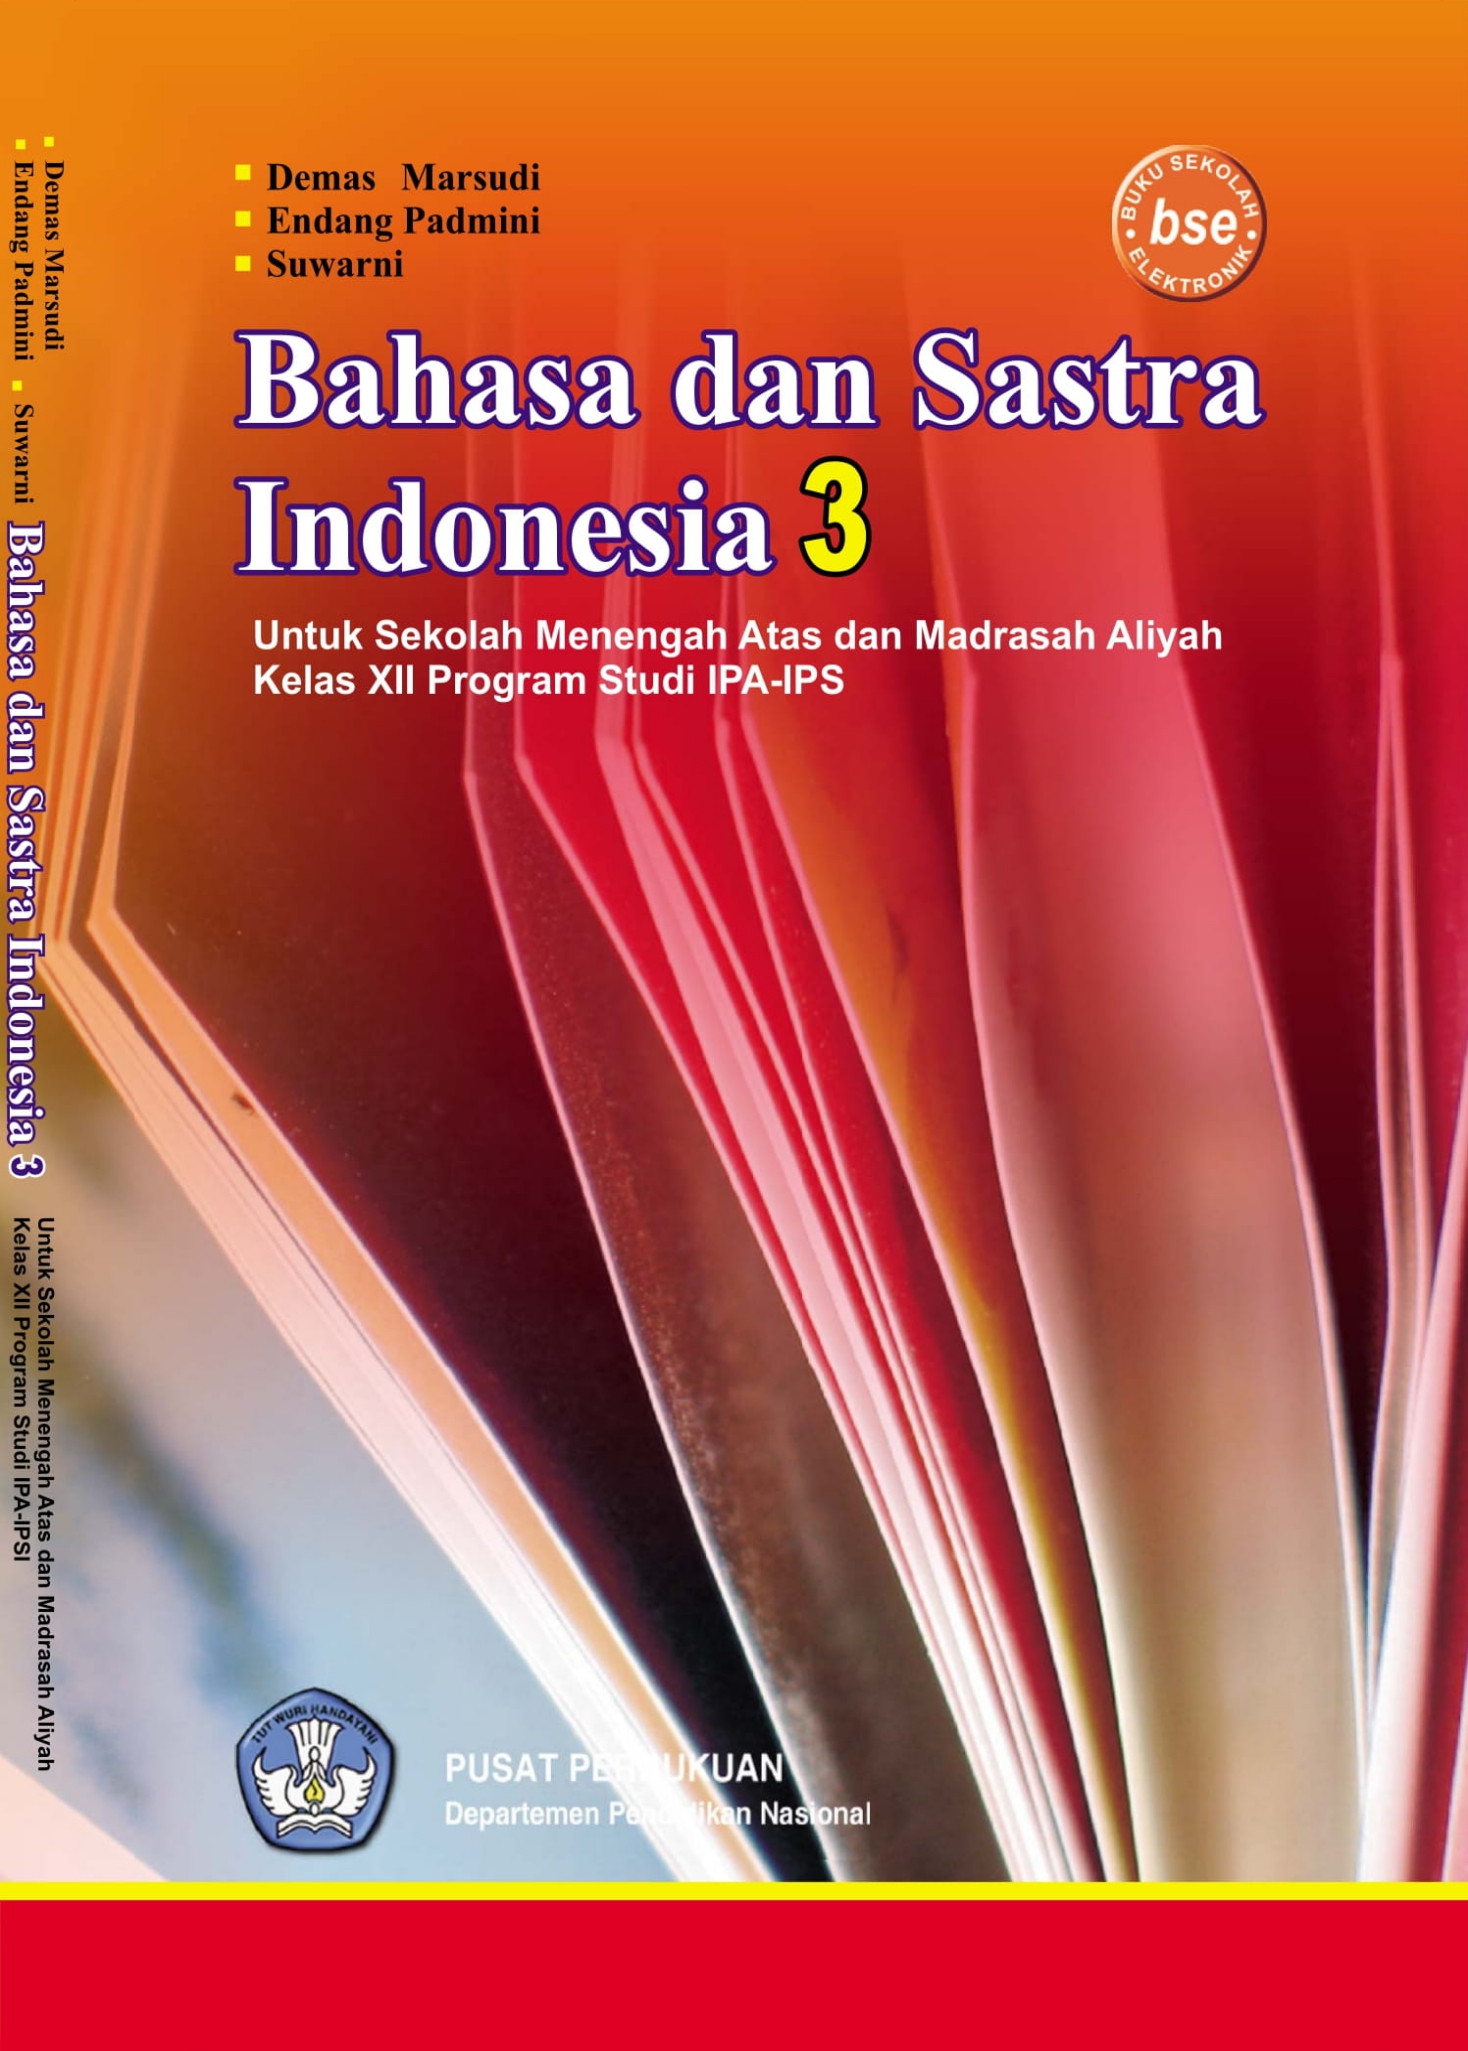 Demas Marsudi
Endang Padmini
Suwarni
BUKU SEKOLAH
bse
ELEKTRONIK
Bahasa dan Sastra
Indonesia 3
Untuk Sekolah Menengah Atas dan Madrasah Aliyah
Kelas XII Program Studi IPA-IPS
TUT WURI HANDAYANI
PUSAT PERBUKUAN
Departemen Pendidikan Nasional
Demas Marsudi
Endang Padmini Suwarni
Bahasa dan Sastra Indonesia 3
Untuk Sekolah Menengah Atas dan Madrasah Aliyah
Kelas XII Program Studi IPA-IPSI